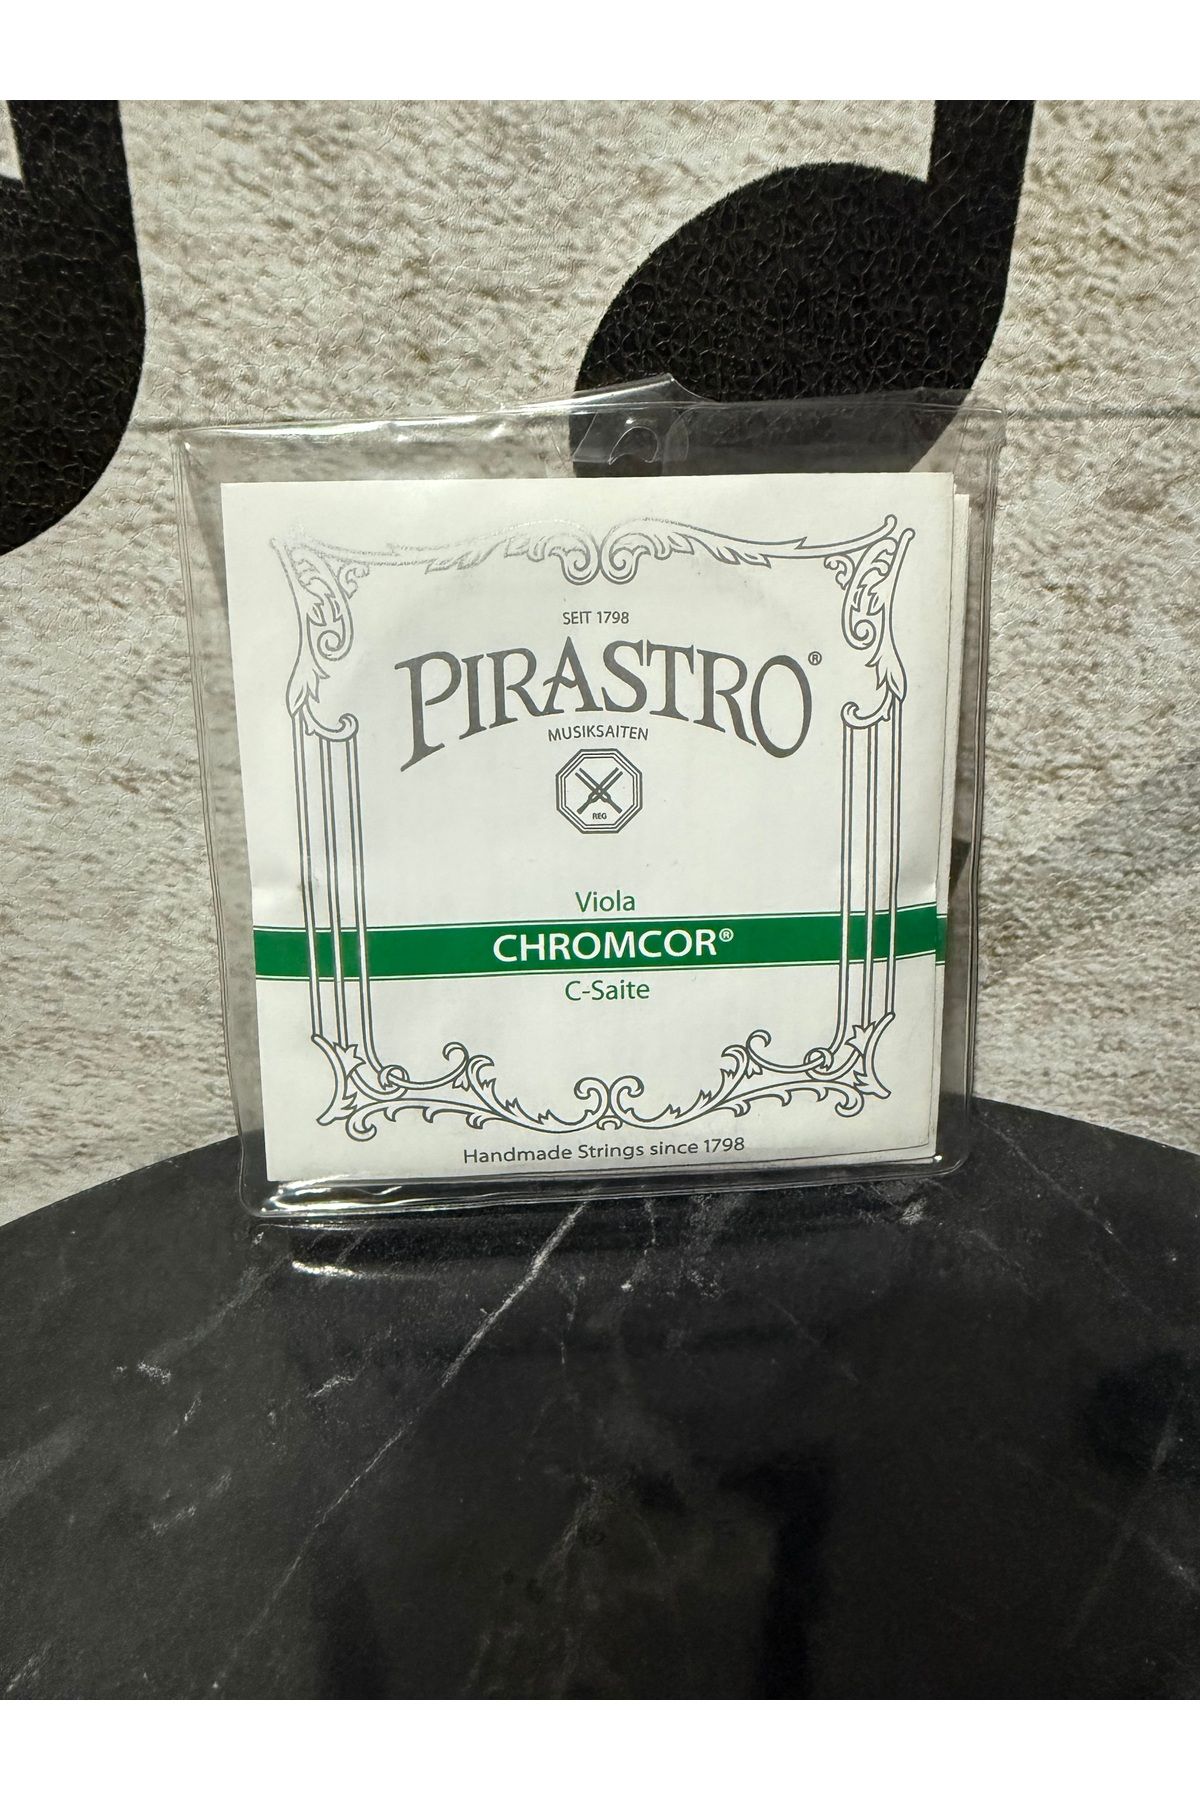 SEIT 1798
PIRASTRO®
MUSIKSAITEN
REG
Viola
CHROMCOR®
C-Saite
Handmade Strings since 1798